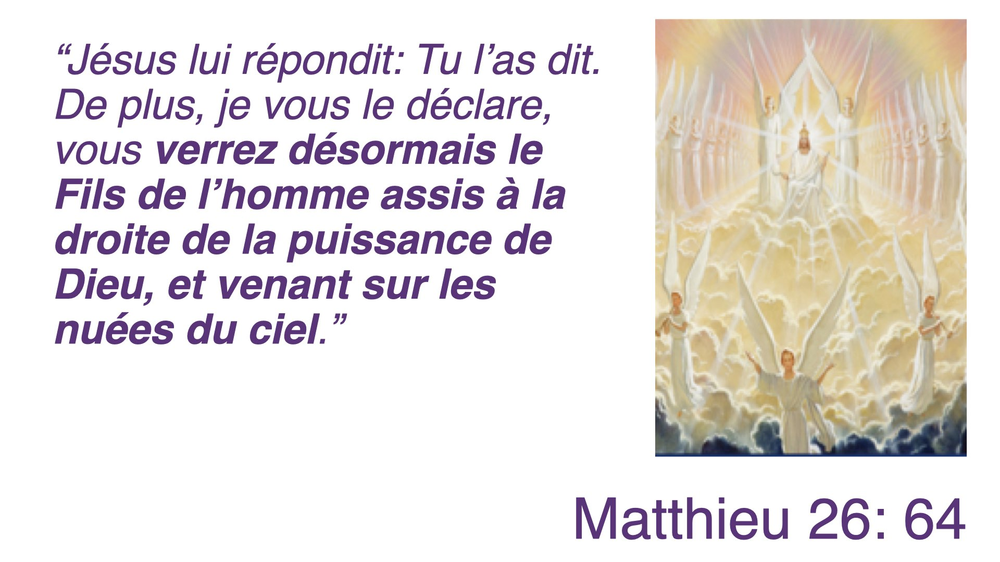 “Jésus lui répondit: Tu l’as dit.
De plus, je vous le déclare,
vous verrez désormais le
Fils de l’homme assis à la
droite de la puissance de
Dieu, et venant sur les
nuées du ciel.”
Matthieu 26: 64